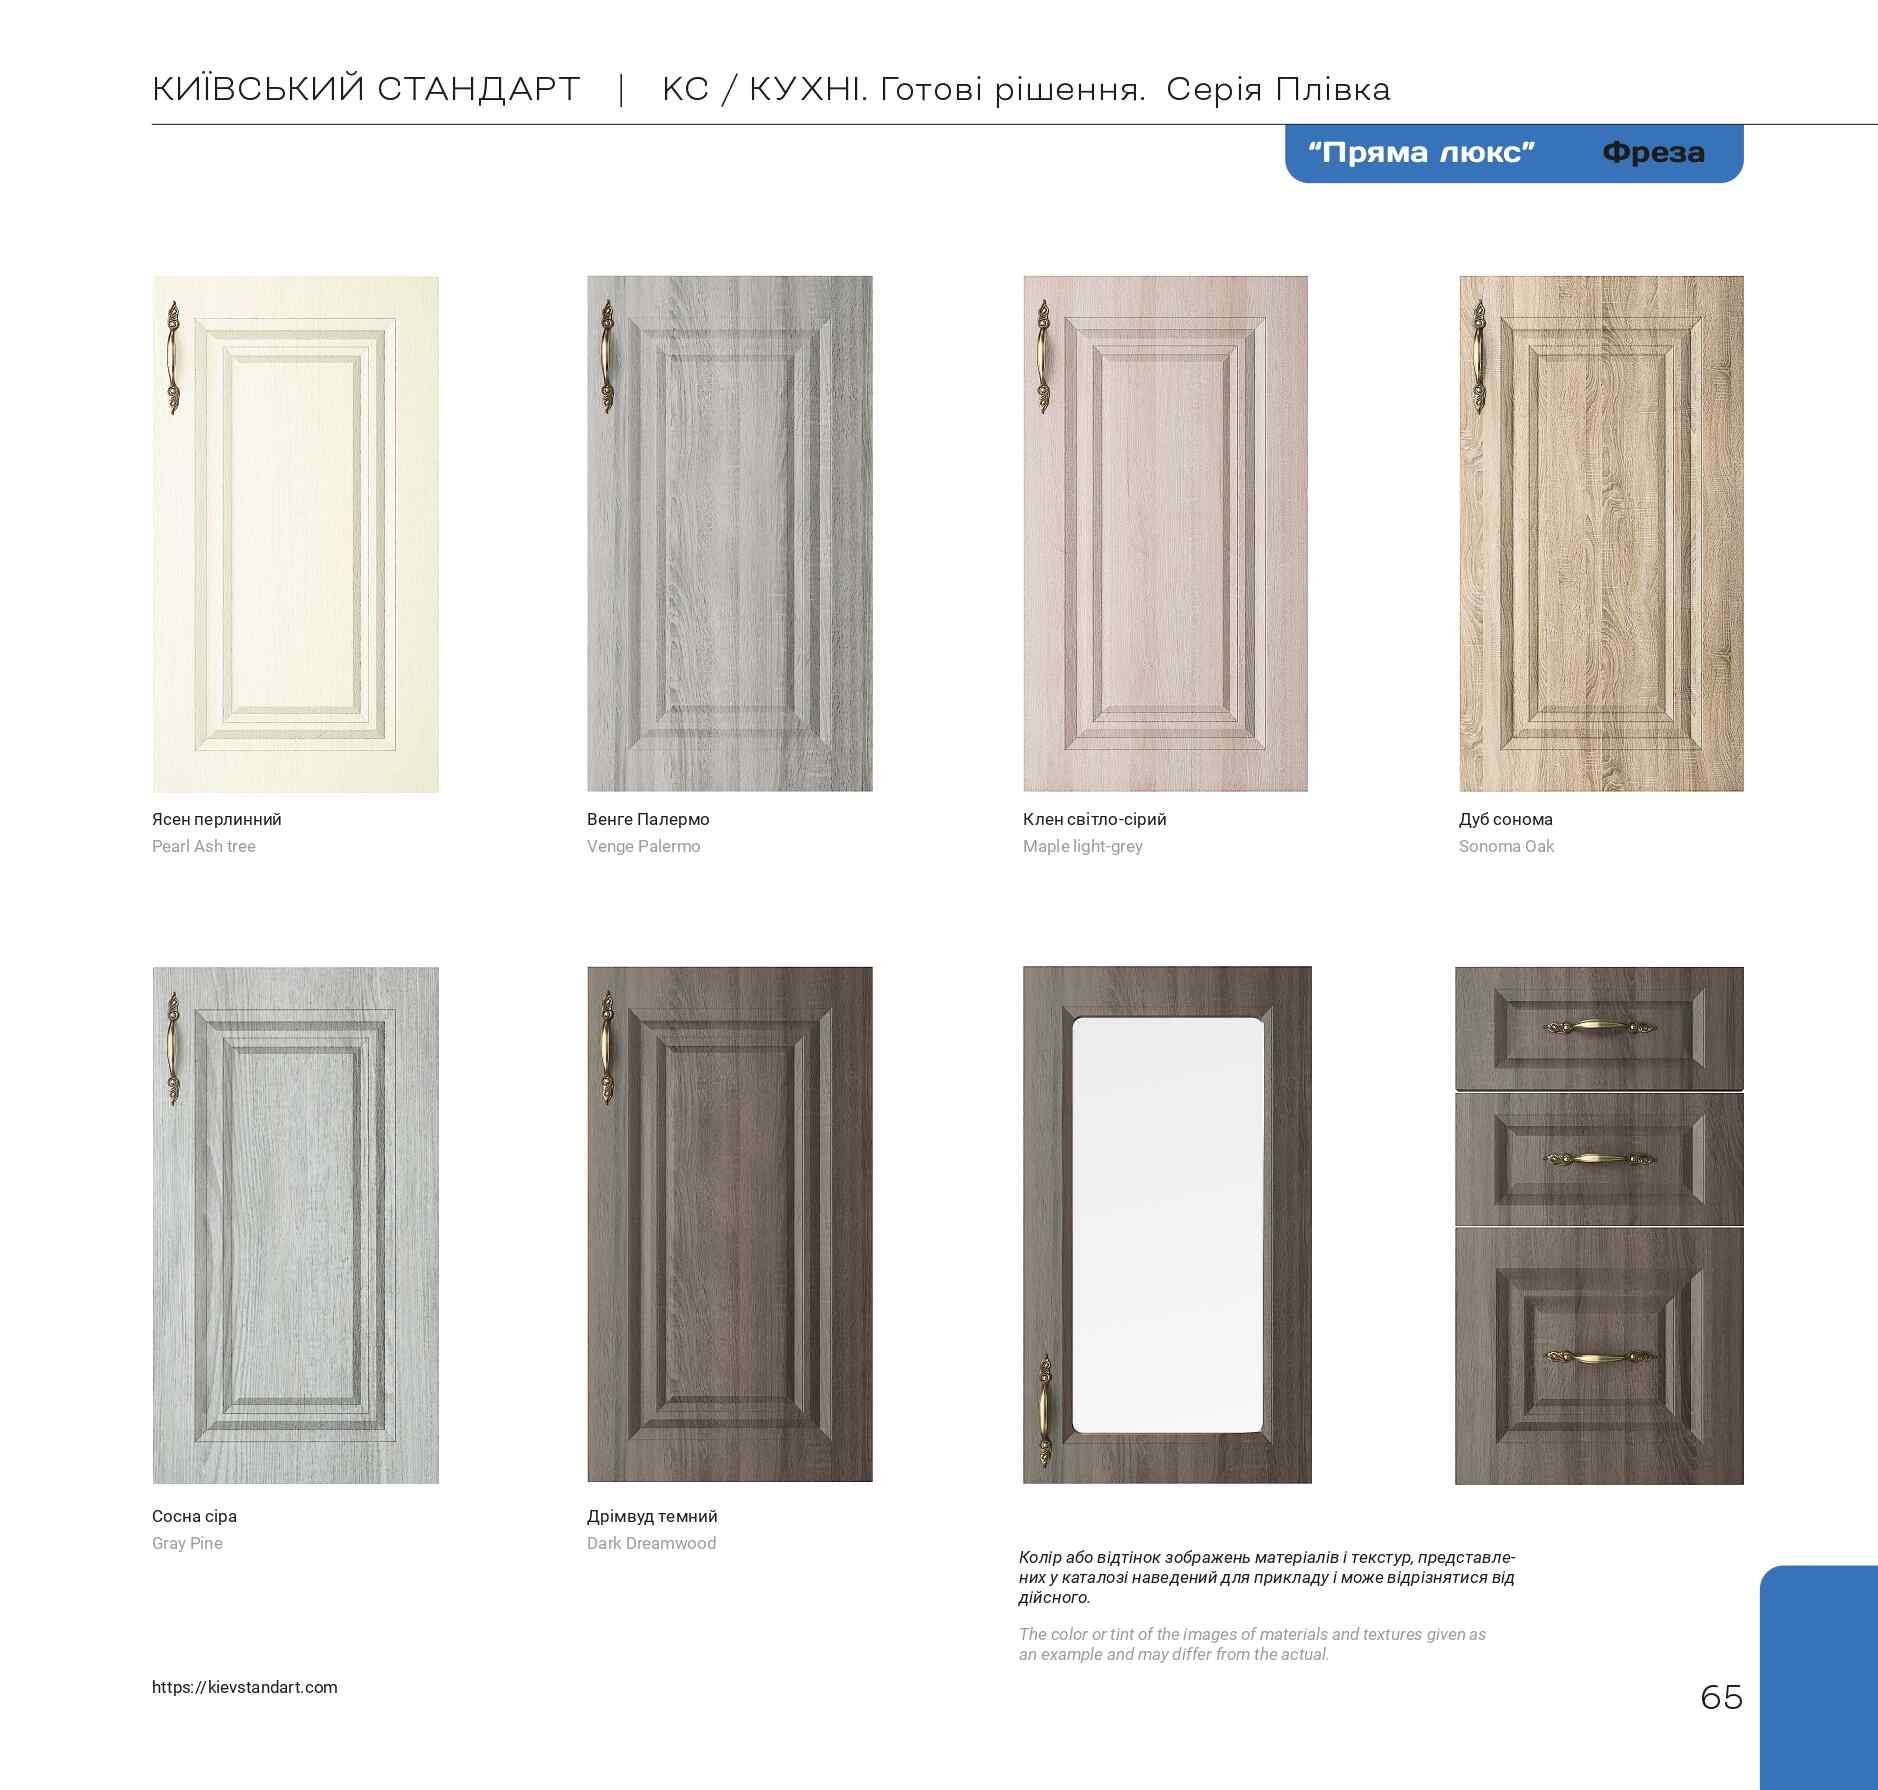 КИЇВСЬКИЙ СТАНДАРТ | КС / КУХНІ. Готові рішення. Серія Плівка
“Пряма люкс” Фреза
Ясен перлинний
Pearl Ash tree
Венге Палермо
Venge Palermo
Клен світло-сірий
Maple light-grey
Дуб сонома
Sonoma Oak
Сосна сіра
Gray Pine
Дрімвуд темний
Dark Dreamwood
Колір або відтінок зображень матеріалів і текстур, представле-
них у каталозі наведений для прикладу і може відрізнятися від
дійсного.
The color or tint of the images of materials and textures given as
an example and may differ from the actual.
https://kievstandart.com
65